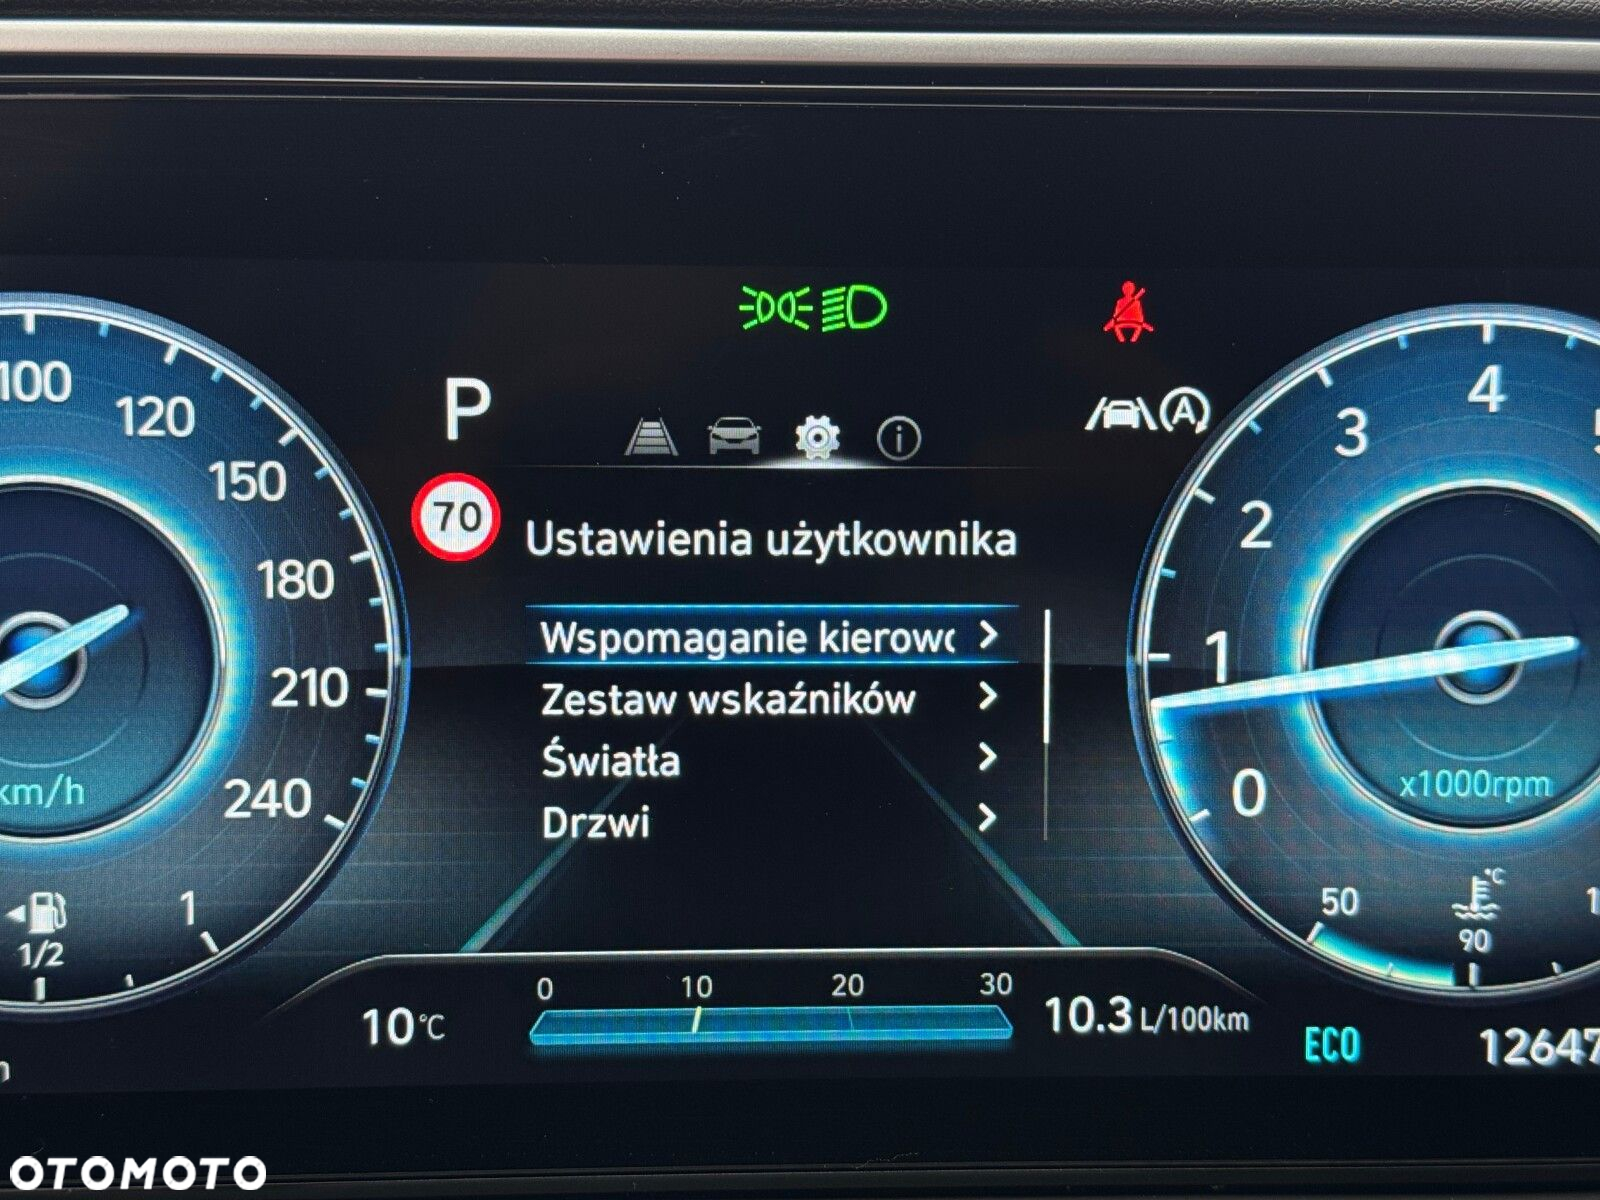 P
70
Ustawienia użytkownika
Wspomaganie kierowc
Zestaw wskaźników
Światła
Drzwi
100
120
150
180
210
240
km/h
1/2
1
4
3
2
1
0
x1000rpm
50
°C
90
A
i
0 10 20 30
10°C
10.3 L/100km
ECO
12647
OTOMOTO